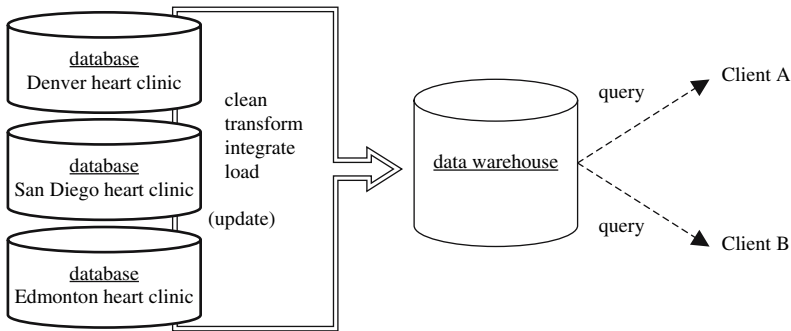 database
Denver heart clinic
database
San Diego heart clinic
database
Edmonton heart clinic
clean
transform
integrate
load
(update)
data warehouse
query
Client A
query
Client B